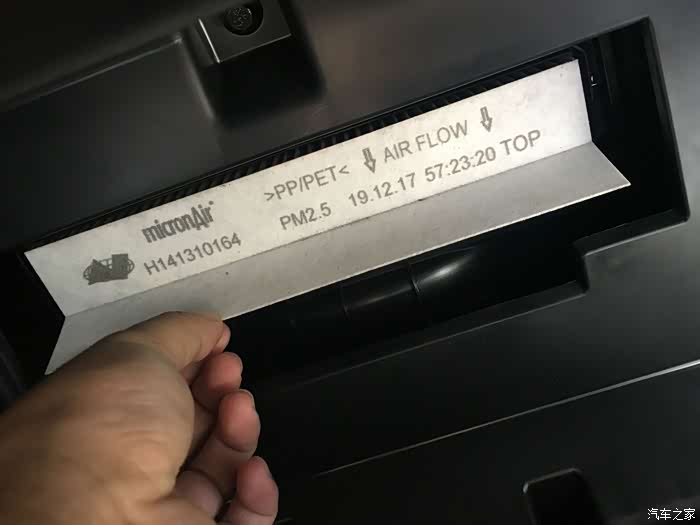 micronAir >PP/PET< ↓ AIR FLOW ↓
H141310164 PM2.5 19.12.17 57:23:20 TOP
汽车之家